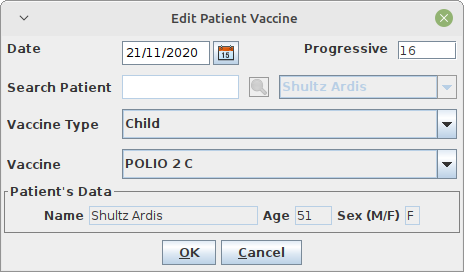 Edit Patient Vaccine
Date 21/11/2020 15 Progressive 16
Search Patient Shultz Ardis
Vaccine Type Child
Vaccine POLIO 2 C
Patient's Data
Name Shultz Ardis Age 51 Sex (M/F) F
OK Cancel